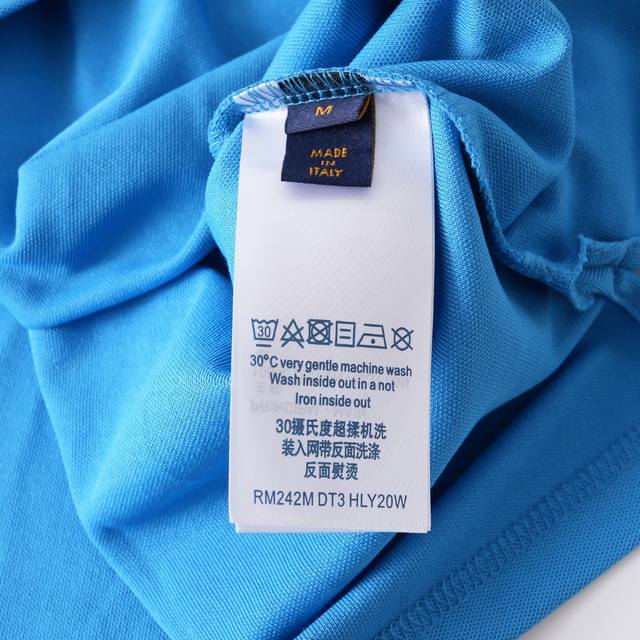 M
MADE
IN
ITALY
30
30°C very gentle machine wash
Wash inside out in a not
Iron inside out
30摄氏度超揉机洗
装入网带反面洗涤
反面熨烫
RM242M DT3 HLY20W